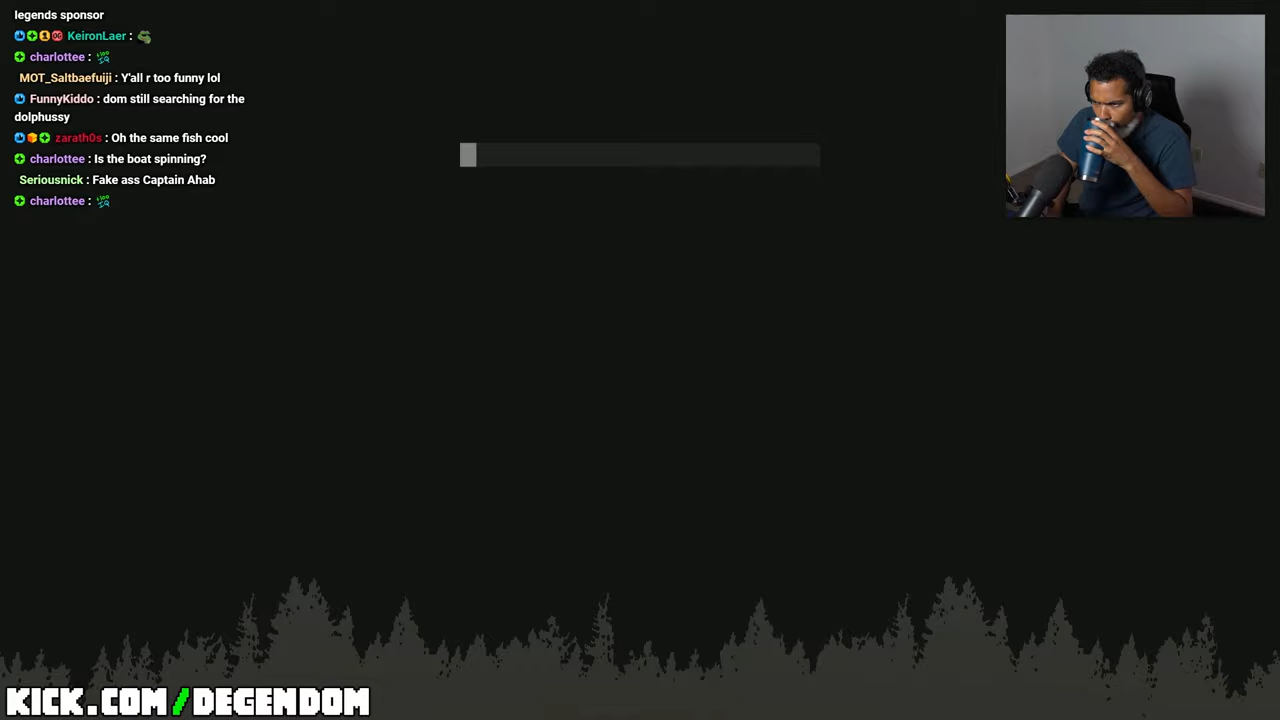 legends sponsor
KeironLaer :
charlottee :
MOT_Saltbaefuiji : Y'all r too funny lol
FunnyKiddo : dom still searching for the
dolphussy
zarath0s : Oh the same fish cool
charlottee : Is the boat spinning?
Seriousnick : Fake ass Captain Ahab
charlottee :
KICK.COM/DEGENDOM